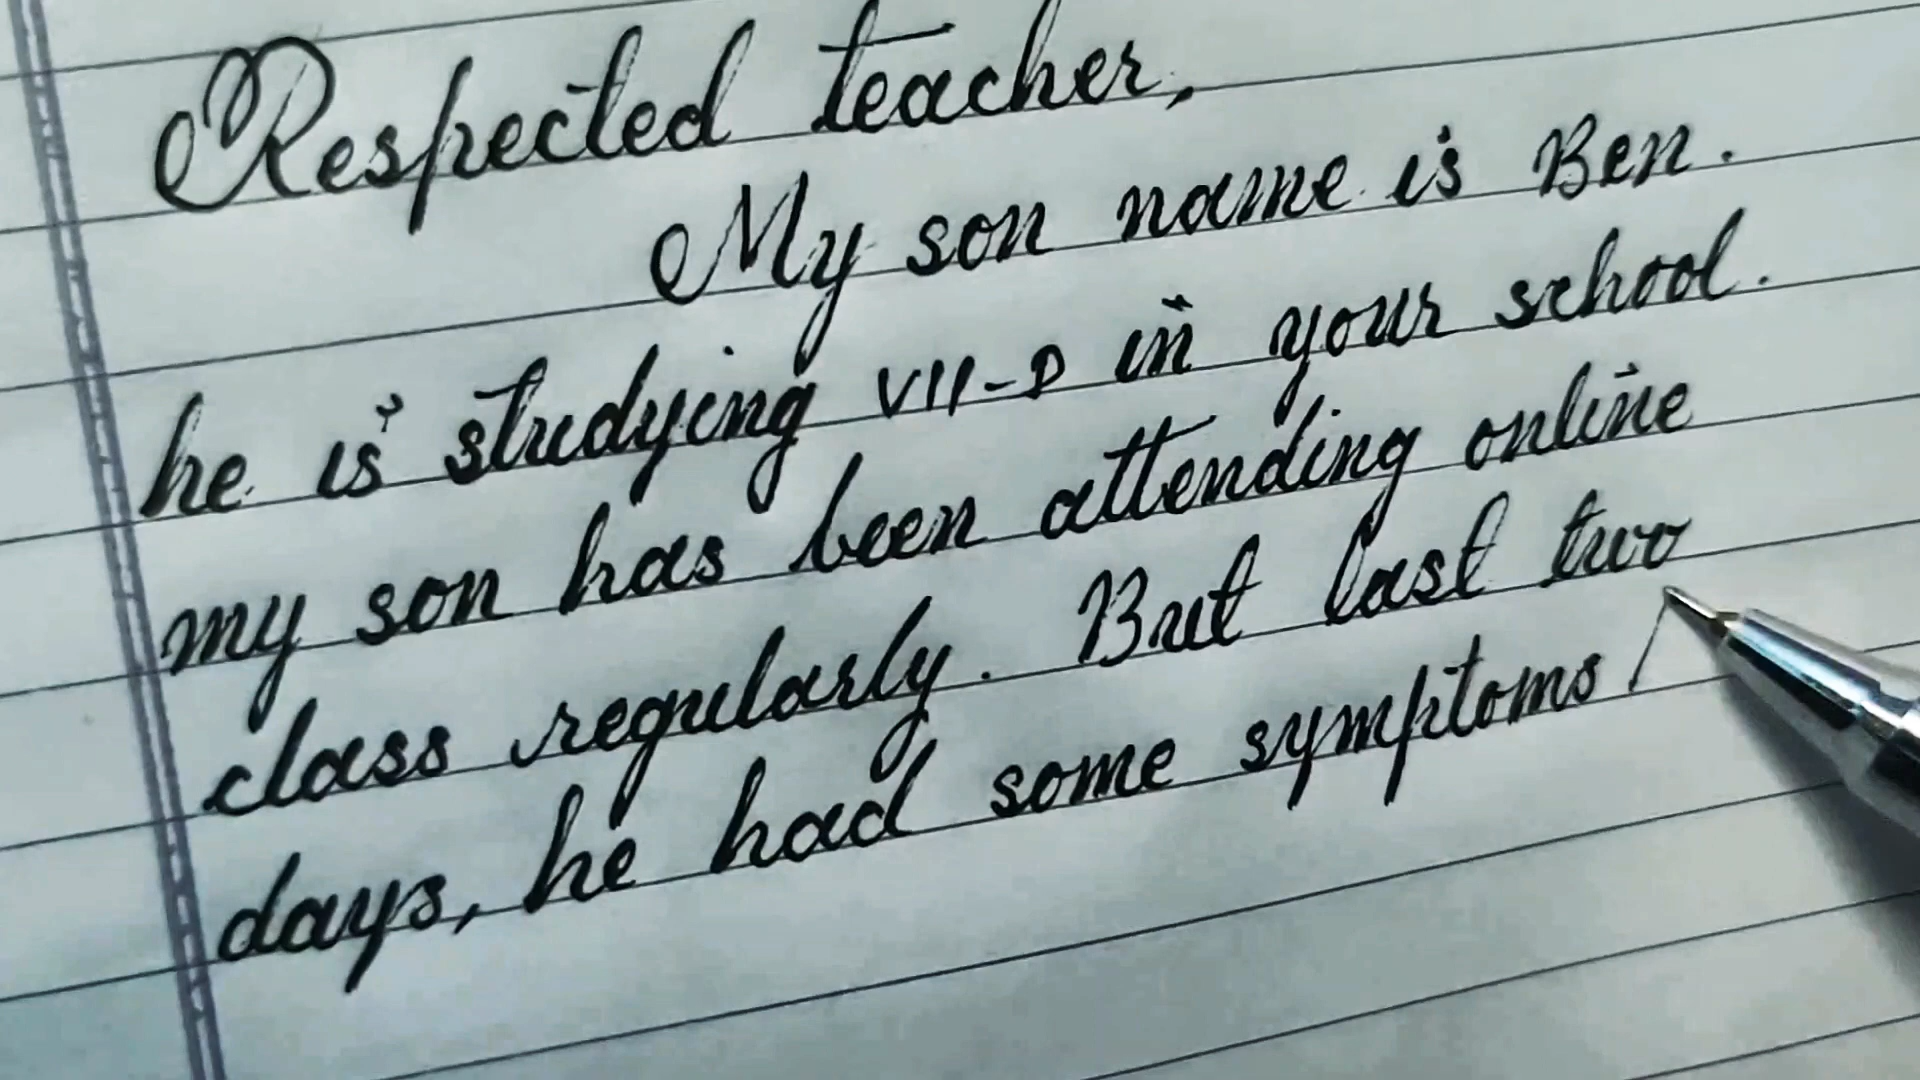 Respected teacher,
My son name is Ben.
he is studying VII-D in your school.
my son has been attending online
class regularly. But last two
days, he had some symptoms